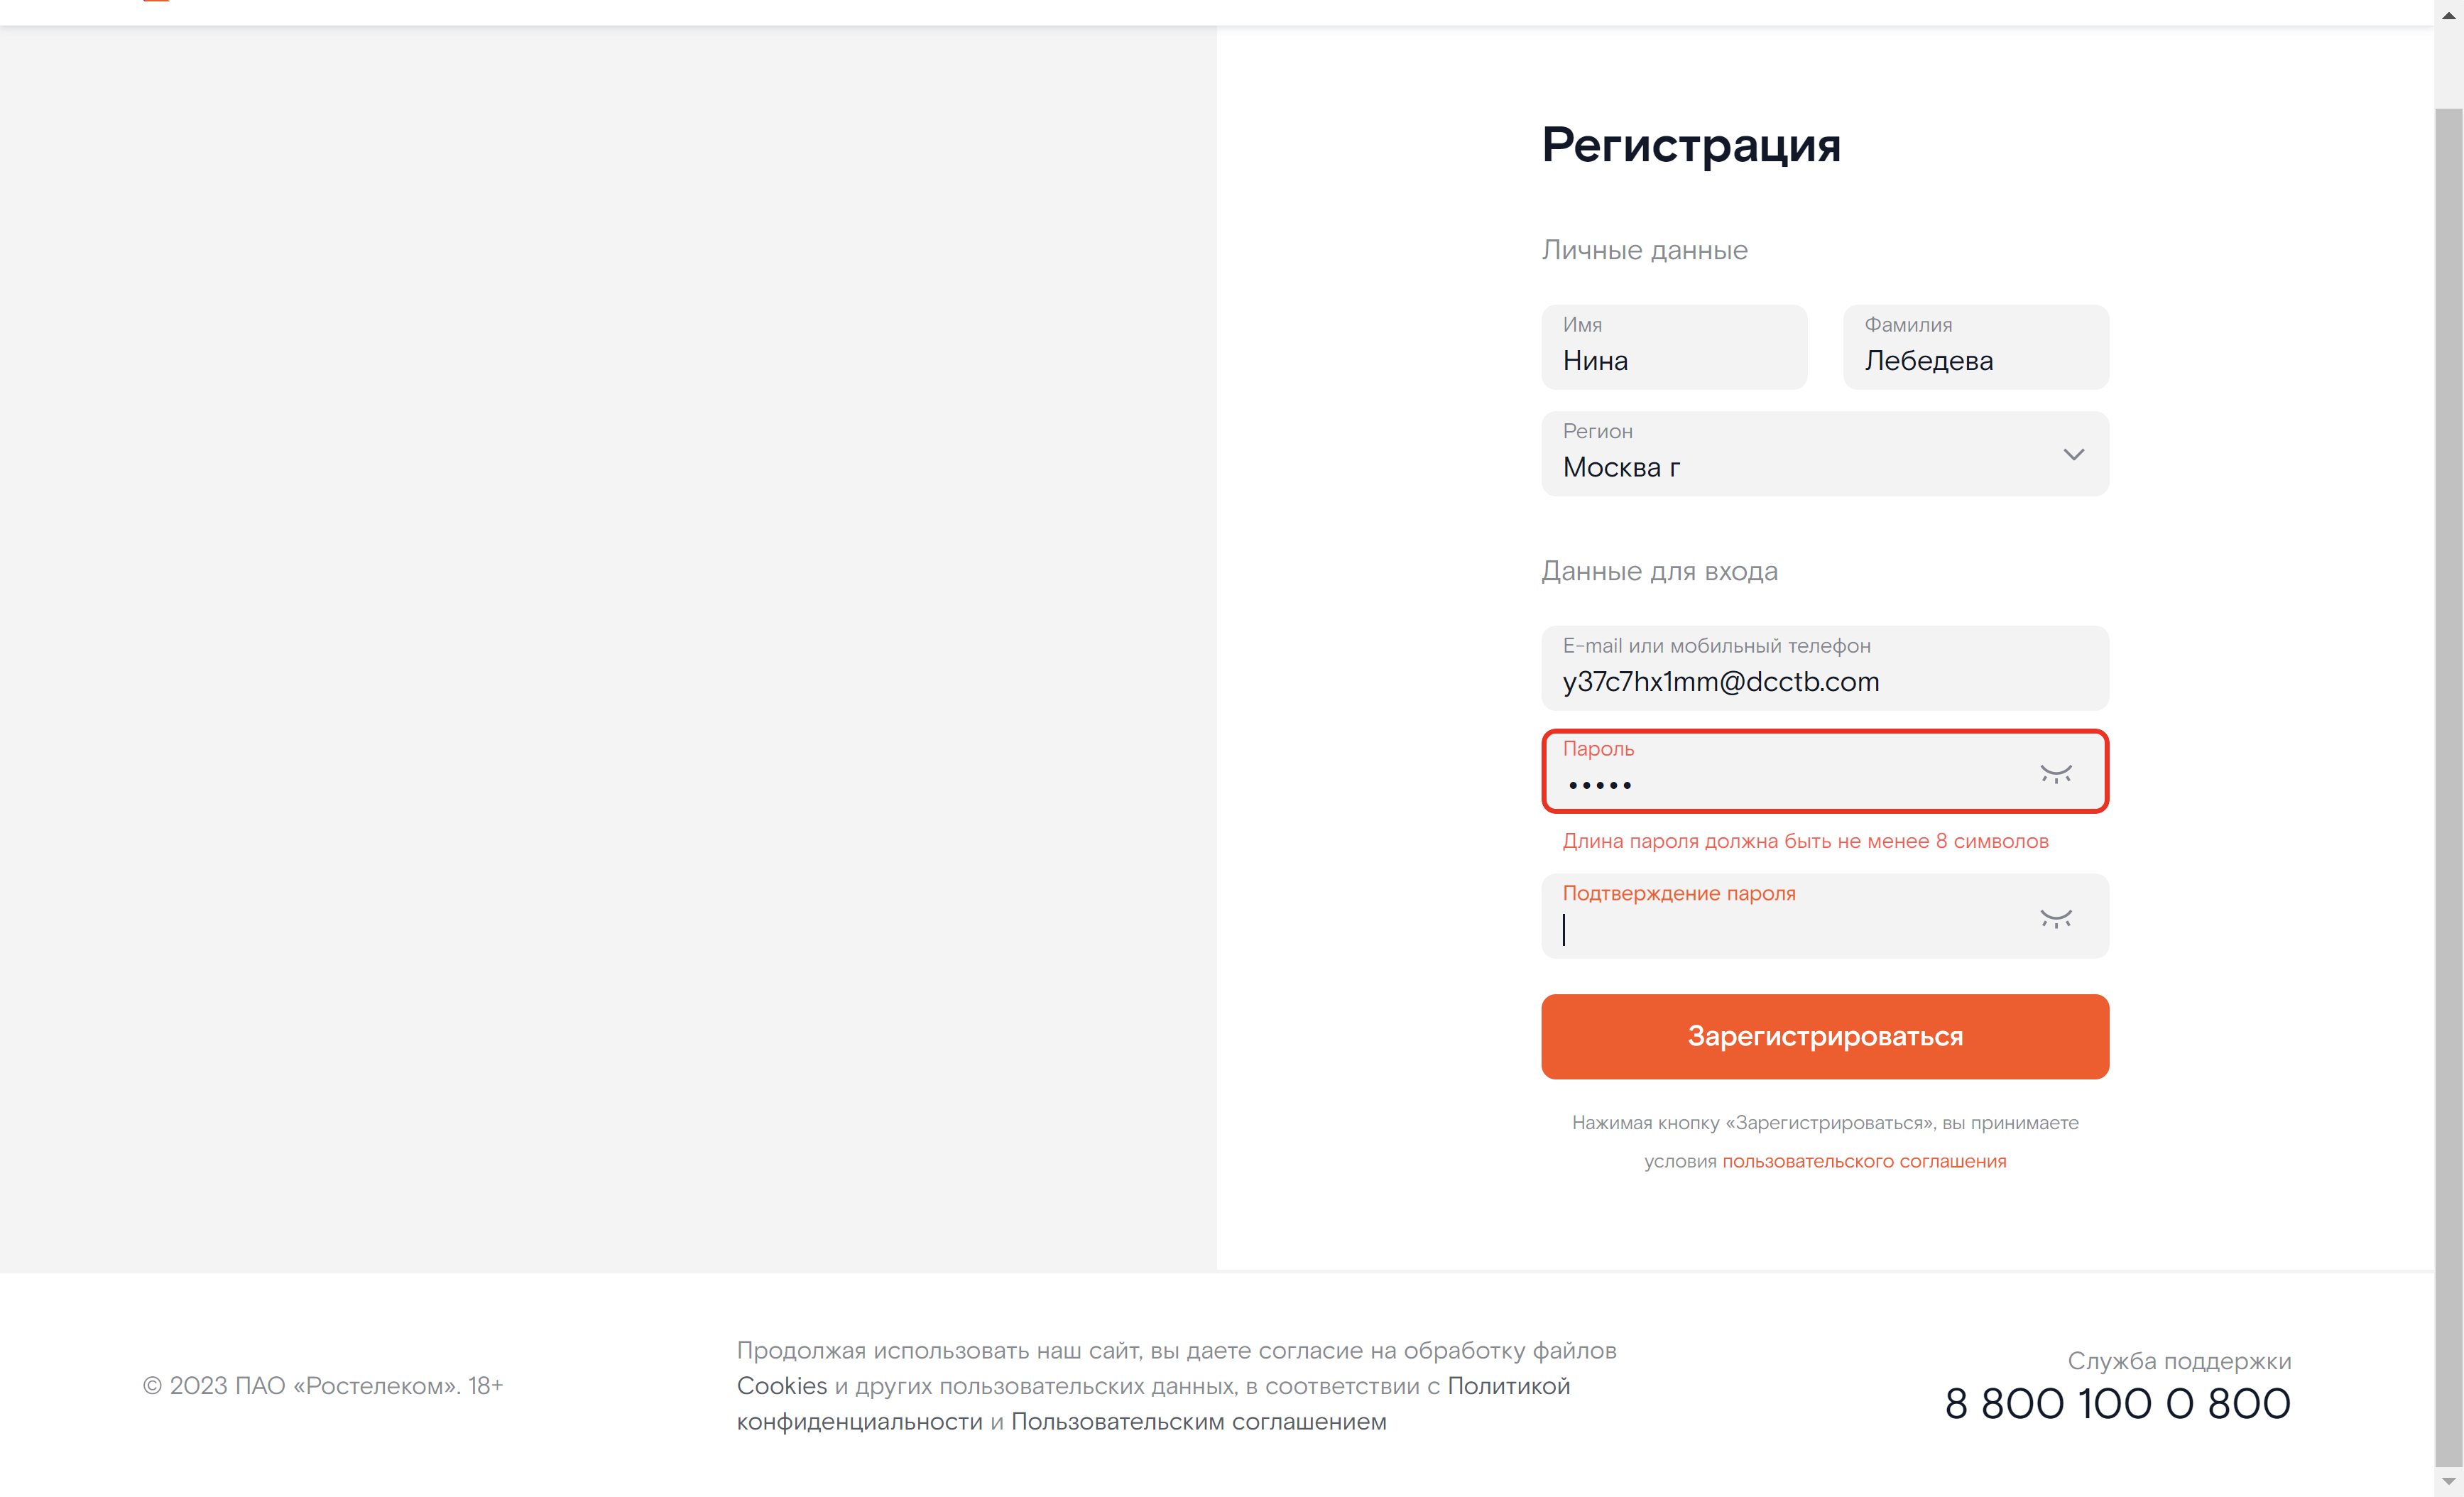 Регистрация
Личные данные
Имя
Нина
Фамилия
Лебедева
Регион
Москва г
Данные для входа
E-mail или мобильный телефон
y37c7hx1mm@dcctb.com
Пароль
•••••
Длина пароля должна быть не менее 8 символов
Подтверждение пароля
Зарегистрироваться
Нажимая кнопку «Зарегистрироваться», вы принимаете
условия пользовательского соглашения
© 2023 ПАО «Ростелеком». 18+
Продолжая использовать наш сайт, вы даете согласие на обработку файлов
Cookies и других пользовательских данных, в соответствии с Политикой
конфиденциальности и Пользовательским соглашением
Служба поддержки
8 800 100 0 800